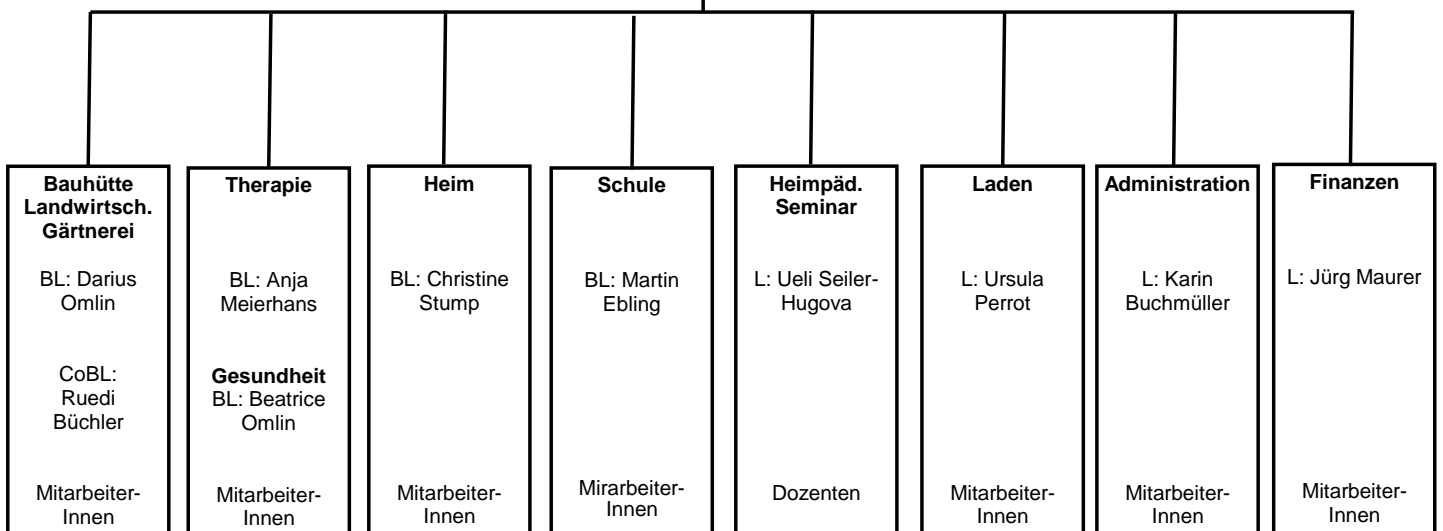 Bauhütte
Landwirtsch.
Gärtnerei
BL: Darius
Omlin
CoBL:
Ruedi
Büchler
Mitarbeiter-
Innen
Therapie
BL: Anja
Meierhans
Gesundheit
BL: Beatrice
Omlin
Mitarbeiter-
Innen
Heim
BL: Christine
Stump
Mitarbeiter-
Innen
Schule
BL: Martin
Ebling
Mirarbeiter-
Innen
Heimpäd.
Seminar
L: Ueli Seiler-
Hugova
Dozenten
Laden
L: Ursula
Perrot
Mitarbeiter-
Innen
Administration
L: Karin
Buchmüller
Mitarbeiter-
Innen
Finanzen
L: Jürg Maurer
Mitarbeiter-
Innen